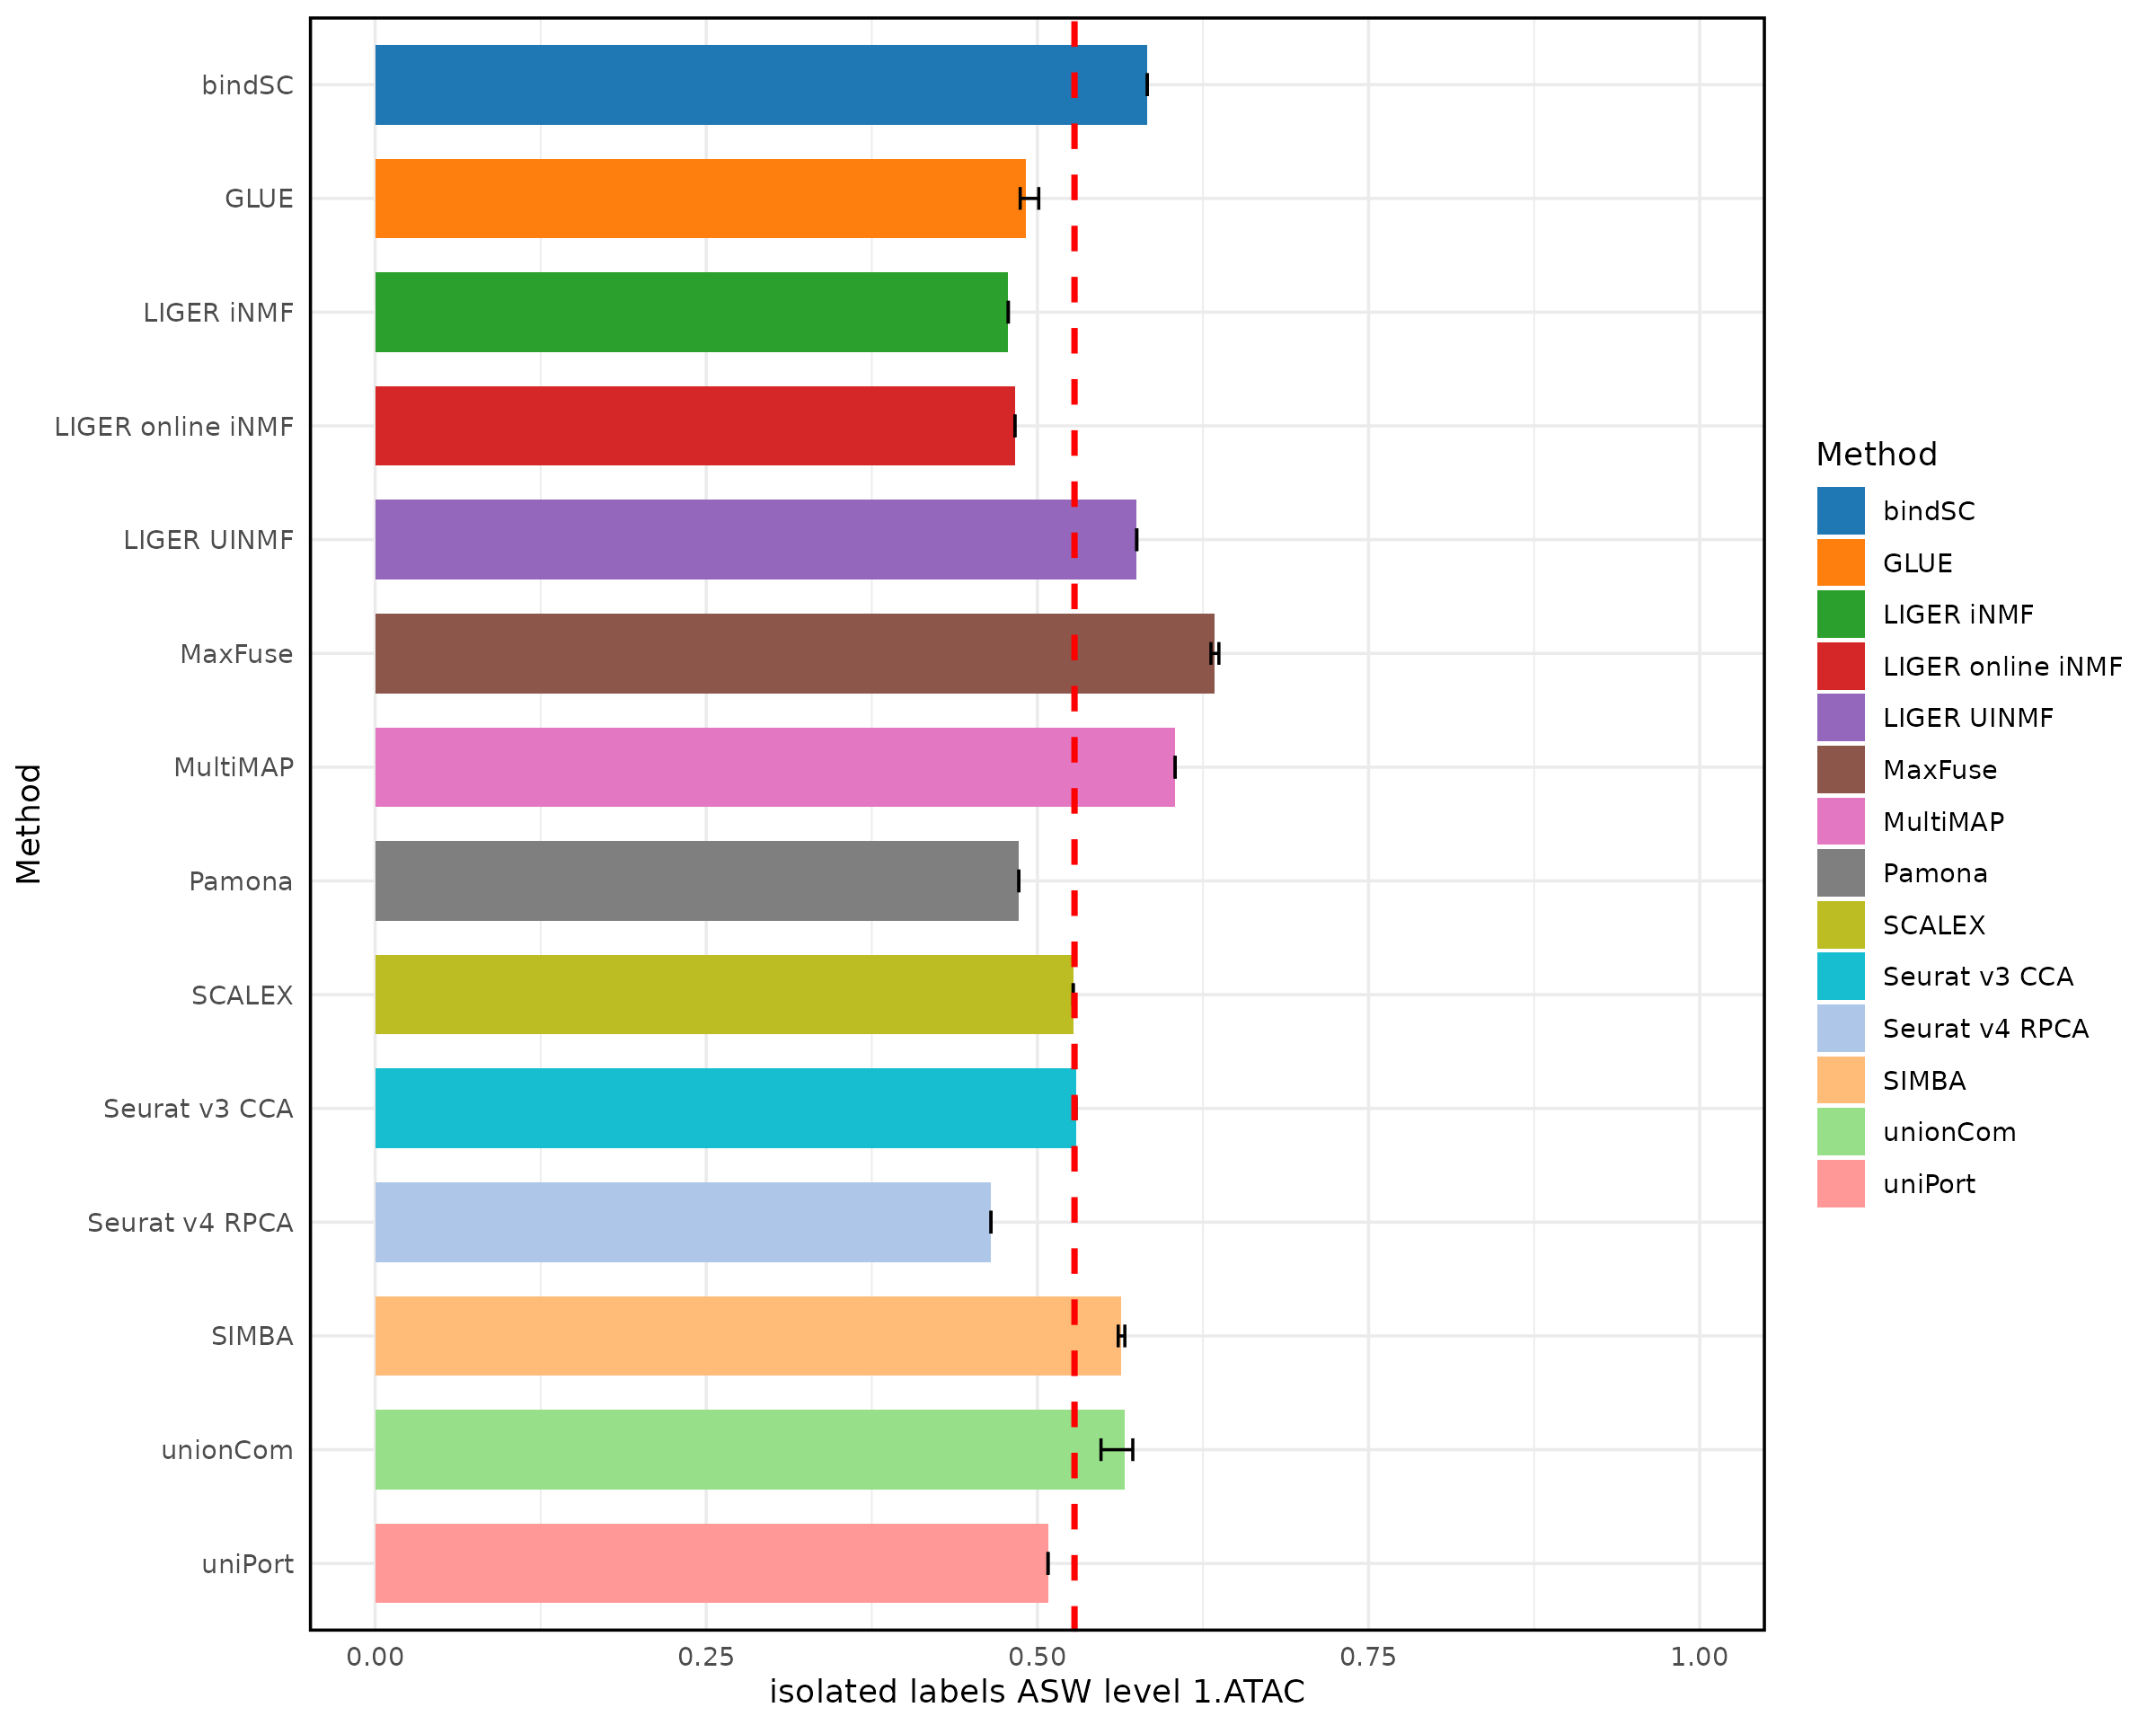 bindSC
GLUE
LIGER iNMF
LIGER online iNMF
LIGER UINMF
MaxFuse
MultiMAP
Pamona
SCALEX
Seurat v3 CCA
Seurat v4 RPCA
SIMBA
unionCom
uniPort
Method
0.00 0.25 0.50 0.75 1.00
isolated labels ASW level 1.ATAC
Method
bindSC
GLUE
LIGER iNMF
LIGER online iNMF
LIGER UINMF
MaxFuse
MultiMAP
Pamona
SCALEX
Seurat v3 CCA
Seurat v4 RPCA
SIMBA
unionCom
uniPort